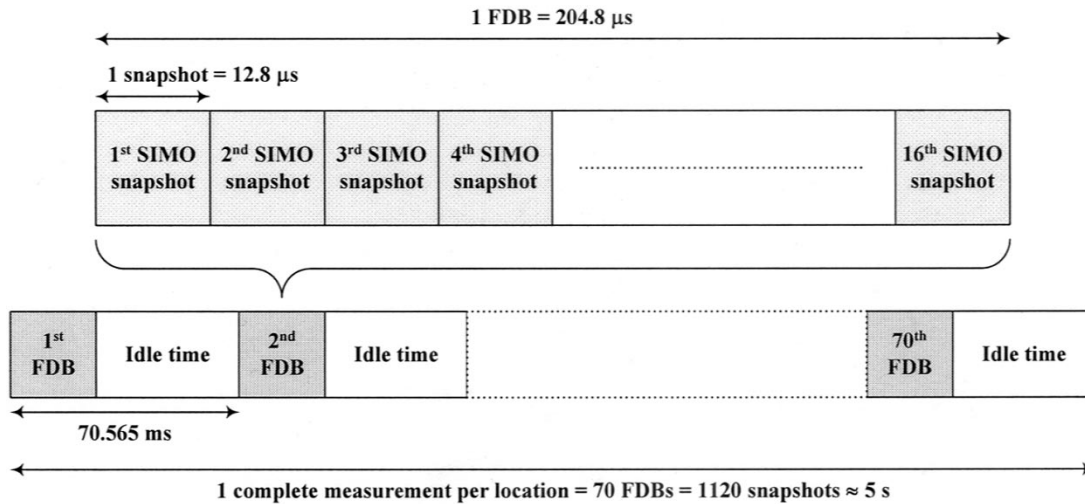 1 FDB = 204.8 μs
1 snapshot = 12.8 μs
1st SIMO snapshot
2nd SIMO snapshot
3rd SIMO snapshot
4th SIMO snapshot
16th SIMO snapshot
1st FDB
Idle time
2nd FDB
Idle time
70th FDB
Idle time
70.565 ms
1 complete measurement per location = 70 FDBs = 1120 snapshots ≈ 5 s